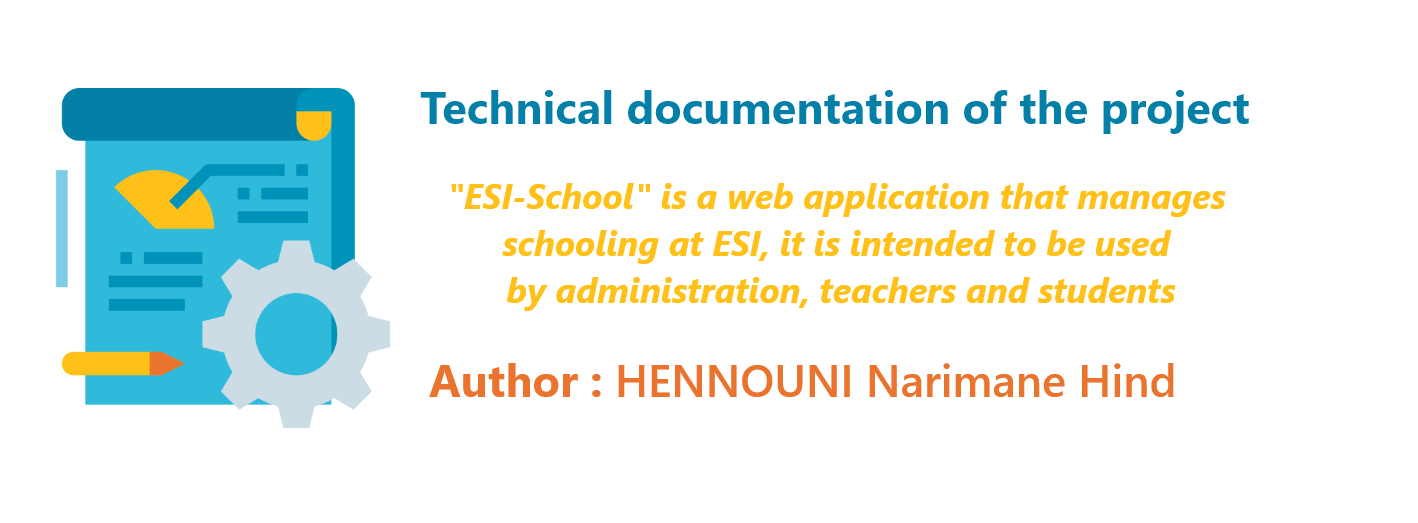 Technical documentation of the project
"ESI-School" is a web application that manages
schooling at ESI, it is intended to be used
by administration, teachers and students
Author : HENNOUNI Narimane Hind